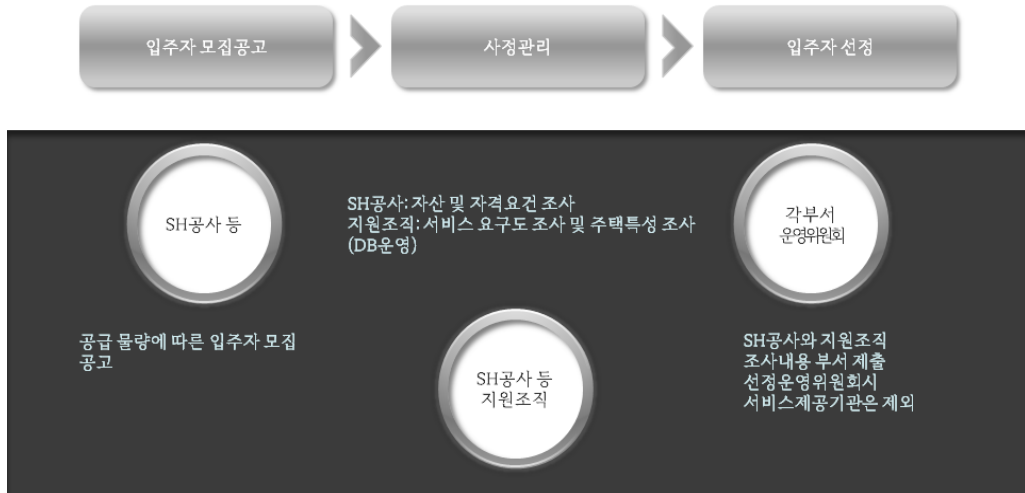 입주자 모집공고
사정관리
입주자 선정
SH공사 등
공급 물량에 따른 입주자 모집
공고
SH공사: 자산 및 자격요건 조사
지원조직: 서비스 요구도 조사 및 주택특성 조사
(DB운영)
SH공사 등
지원조직
각부서
운영위원회
SH공사와 지원조직
조사내용 부서 제출
선정운영위원회시
서비스제공기관은 제외